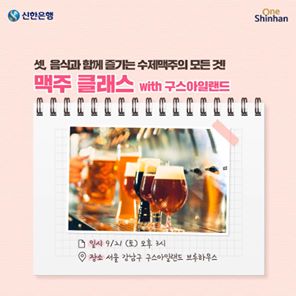 신한은행
One
Shinhan
셋, 음식과 함께 즐기는 수제맥주의 모든 것!
맥주 클래스 with 구스아일랜드
일시 9/21 (토) 오후 3시
장소 서울 강남구 구스아일랜드 브루하우스